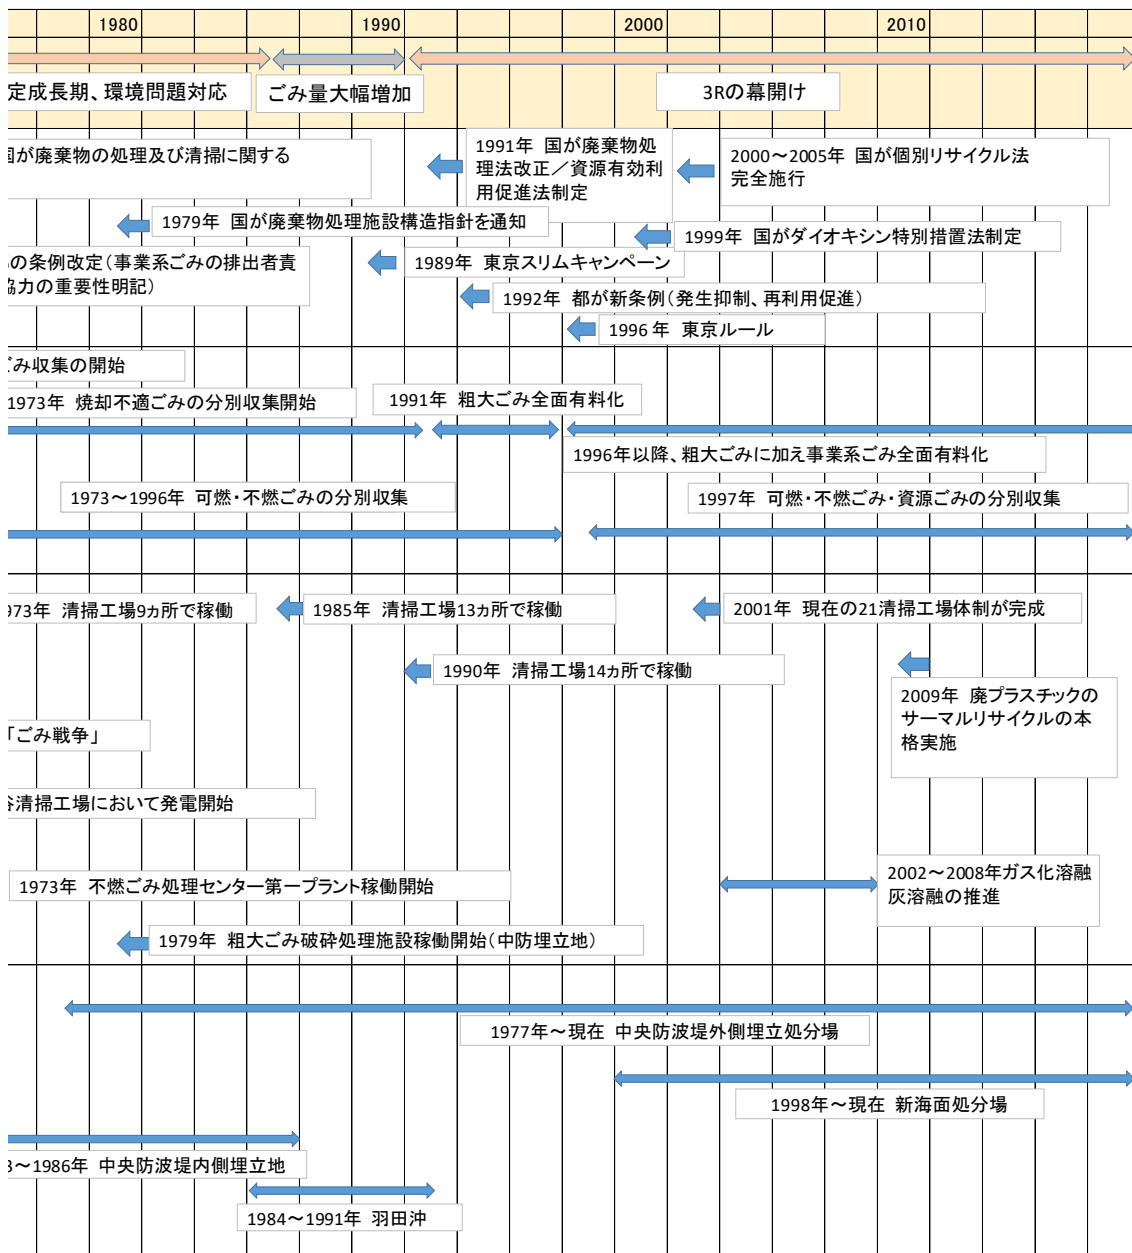 1980
1990
2000
2010
定成長期、環境問題対応
ごみ量大幅増加
3Rの幕開け
国が廃棄物の処理及び清掃に関する
1991年 国が廃棄物処
理法改正／資源有効利
用促進法制定
2000～2005年 国が個別リサイクル法
完全施行
1979年 国が廃棄物処理施設構造指針を通知
1999年 国がダイオキシン特別措置法制定
の条例改定（事業系ごみの排出者責
協力の重要性明記）
1989年 東京スリムキャンペーン
1992年 都が新条例（発生抑制、再利用促進）
1996年 東京ルール
ごみ収集の開始
1973年 焼却不適ごみの分別収集開始
1991年 粗大ごみ全面有料化
1996年以降、粗大ごみに加え事業系ごみ全面有料化
1973～1996年 可燃・不燃ごみの分別収集
1997年 可燃・不燃ごみ・資源ごみの分別収集
973年 清掃工場9ヵ所で稼働
1985年 清掃工場13ヵ所で稼働
2001年 現在の21清掃工場体制が完成
1990年 清掃工場14ヵ所で稼働
2009年 廃プラスチックの
サーマルリサイクルの本
格実施
「ごみ戦争」
谷清掃工場において発電開始
1973年 不燃ごみ処理センター第一プラント稼働開始
2002～2008年ガス化溶融
灰溶融の推進
1979年 粗大ごみ破砕処理施設稼働開始（中防埋立地）
1977年～現在 中央防波堤外側埋立処分場
1998年～現在 新海面処分場
3～1986年 中央防波堤内側埋立地
1984～1991年 羽田沖